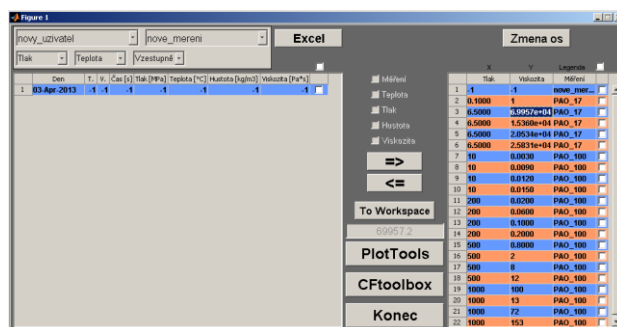 Figure 1
novy_uzivatel nove_mereni Excel Zmena os
Tlak Teplota Vzestupně
X Y Legende
Den T. V. Čas [s] Tlak [MPa] Teplota [°C] Hustota [kg/m3] Viskozita [Pa*s]
1 03-Apr-2013 -1 -1 -1 -1 -1 -1 -1
Měření
Teplota
Tlak
Hustota
Viskozita
=>
<=
To Workspace
69957.2
PlotTools
CFtoolbox
Konec
Tlak Viskozita Měření
1 -1 -1 nove_mer...
2 0.1000 1 PAO_17
3 6.5000 6.9957e+04 PAO_17
4 6.5000 1.5360e+04 PAO_17
5 6.5000 2.0534e+04 PAO_17
6 6.5000 2.5831e+04 PAO_17
7 10 0.0030 PAO_100
8 10 0.0090 PAO_100
9 10 0.0120 PAO_100
10 10 0.0150 PAO_100
11 200 0.0200 PAO_100
12 200 0.0600 PAO_100
13 200 0.1000 PAO_100
14 200 0.2000 PAO_100
15 500 0.8000 PAO_100
16 500 2 PAO_100
17 500 8 PAO_100
18 500 12 PAO_100
19 1000 100 PAO_100
20 1000 13 PAO_100
21 1000 72 PAO_100
22 1000 153 PAO_100